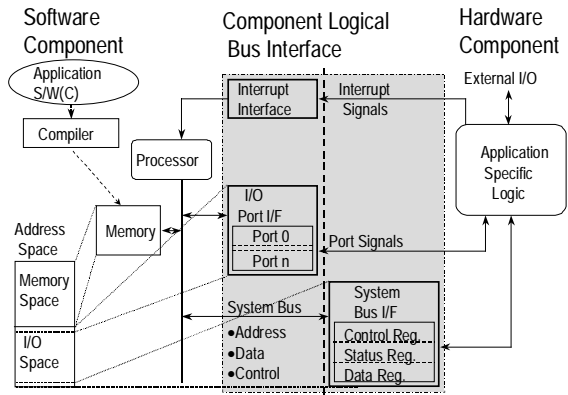 Software
Component
Component Logical
Bus Interface
Hardware
Component
Application
S/W(C)
Compiler
Processor
Memory
Address
Space
Memory
Space
I/O
Space
Interrupt
Interface
Interrupt
Signals
I/O
Port I/F
Port 0
Port n
Port Signals
System Bus
•Address
•Data
•Control
System
Bus I/F
Control Reg.
Status Reg.
Data Reg.
External I/O
Application
Specific
Logic